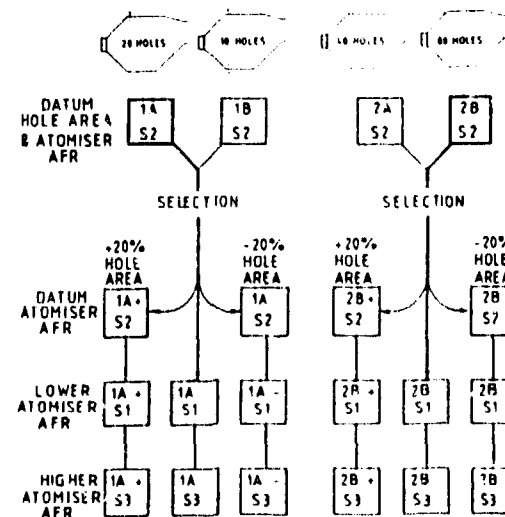 20 HOLES
10 HOLES
40 HOLES
80 HOLES
DATUM
HOLE AREA
& ATOMISER
AFR
1A
S2
1B
S2
2A
S2
2B
S2
SELECTION
SELECTION
+20%
HOLE
AREA
-20%
HOLE
AREA
+20%
HOLE
AREA
-20%
HOLE
AREA
DATUM
ATOMISER
AFR
1A +
S2
1A
S2
2B +
S2
2B
S2
LOWER
ATOMISER
AFR
1A +
S1
1A
S1
1A -
S1
2B +
S1
2B
S1
2B
S1
HIGHER
ATOMISER
AFR
1A +
S3
1A
S3
1A -
S3
2B +
S3
2B
S3
2B
S3